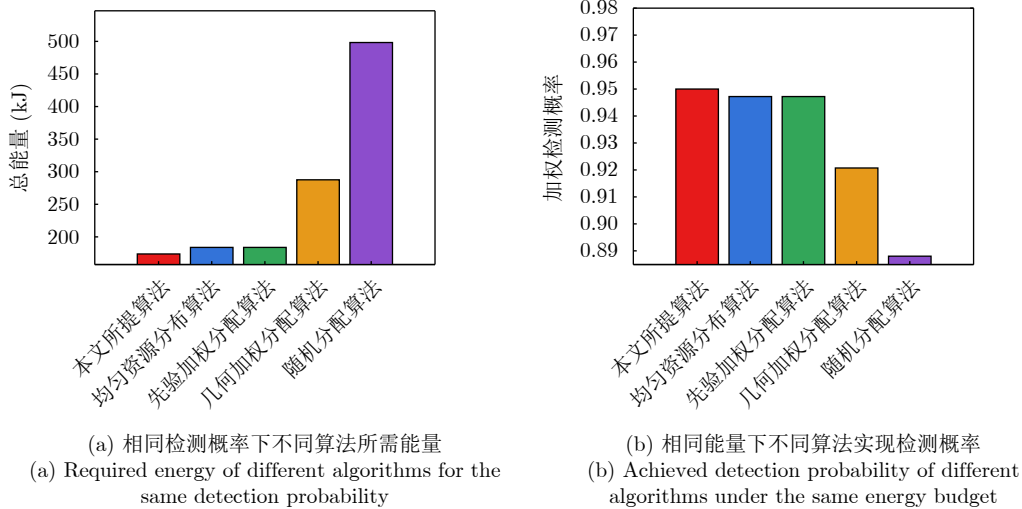 500
450
400
350
300
250
200
总能量 (kJ)
本文所提算法
均匀资源分布算法
先验加权分配算法
几何加权分配算法
随机分配算法
(a) 相同检测概率下不同算法所需能量
(a) Required energy of different algorithms for the
same detection probability
0.98
0.96
0.95
0.94
0.93
0.92
0.90
0.89
加权检测概率
本文所提算法
均匀资源分布算法
先验加权分配算法
几何加权分配算法
随机分配算法
(b) 相同能量下不同算法实现检测概率
(b) Achieved detection probability of different
algorithms under the same energy budget